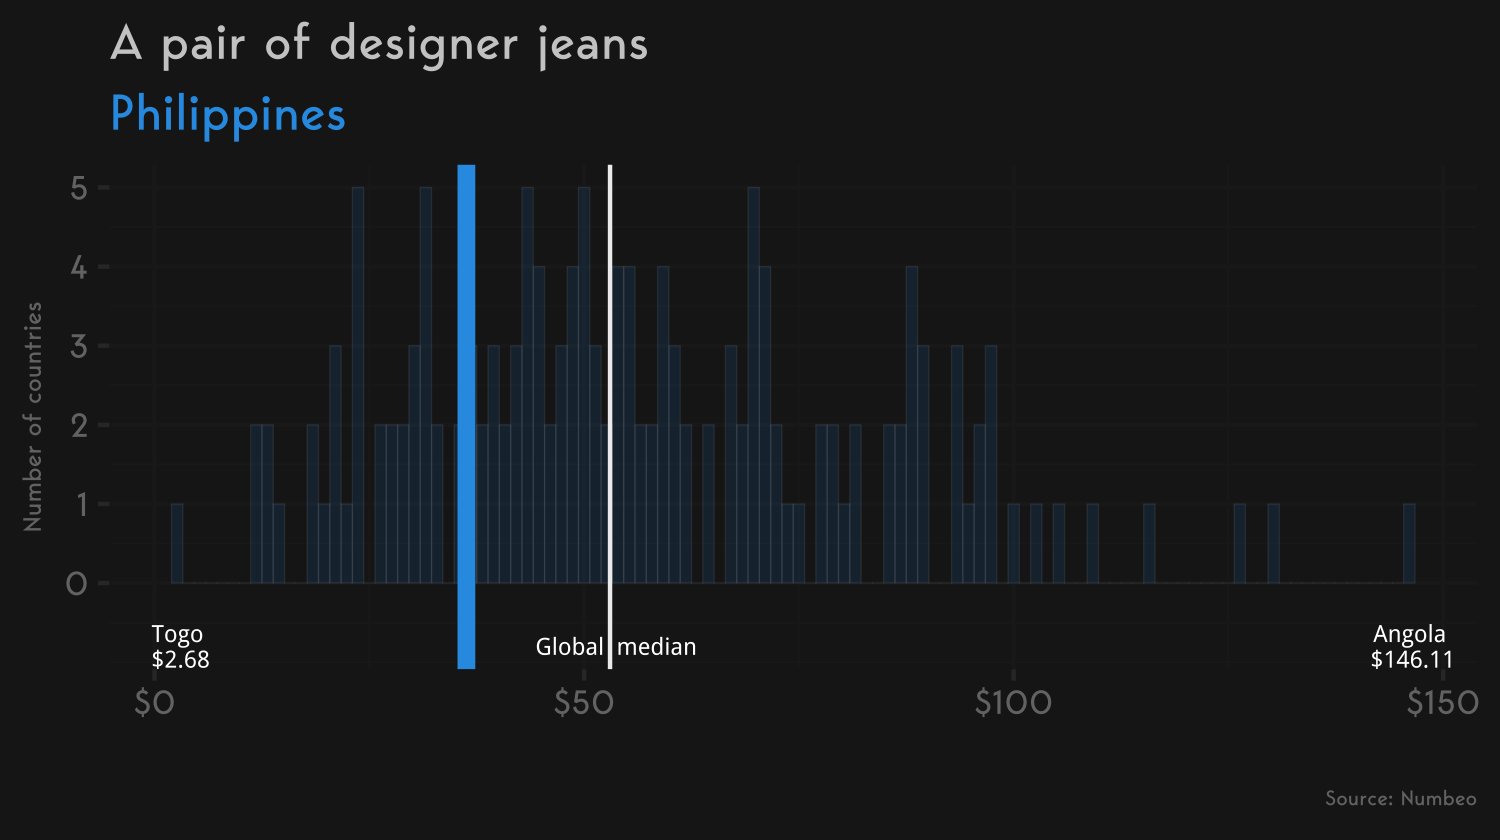 A pair of designer jeans
Philippines
Number of countries
5
4
3
2
1
0
Togo
$2.68
Global median
Angola
$146.11
$0
$50
$100
$150
Source: Numbeo